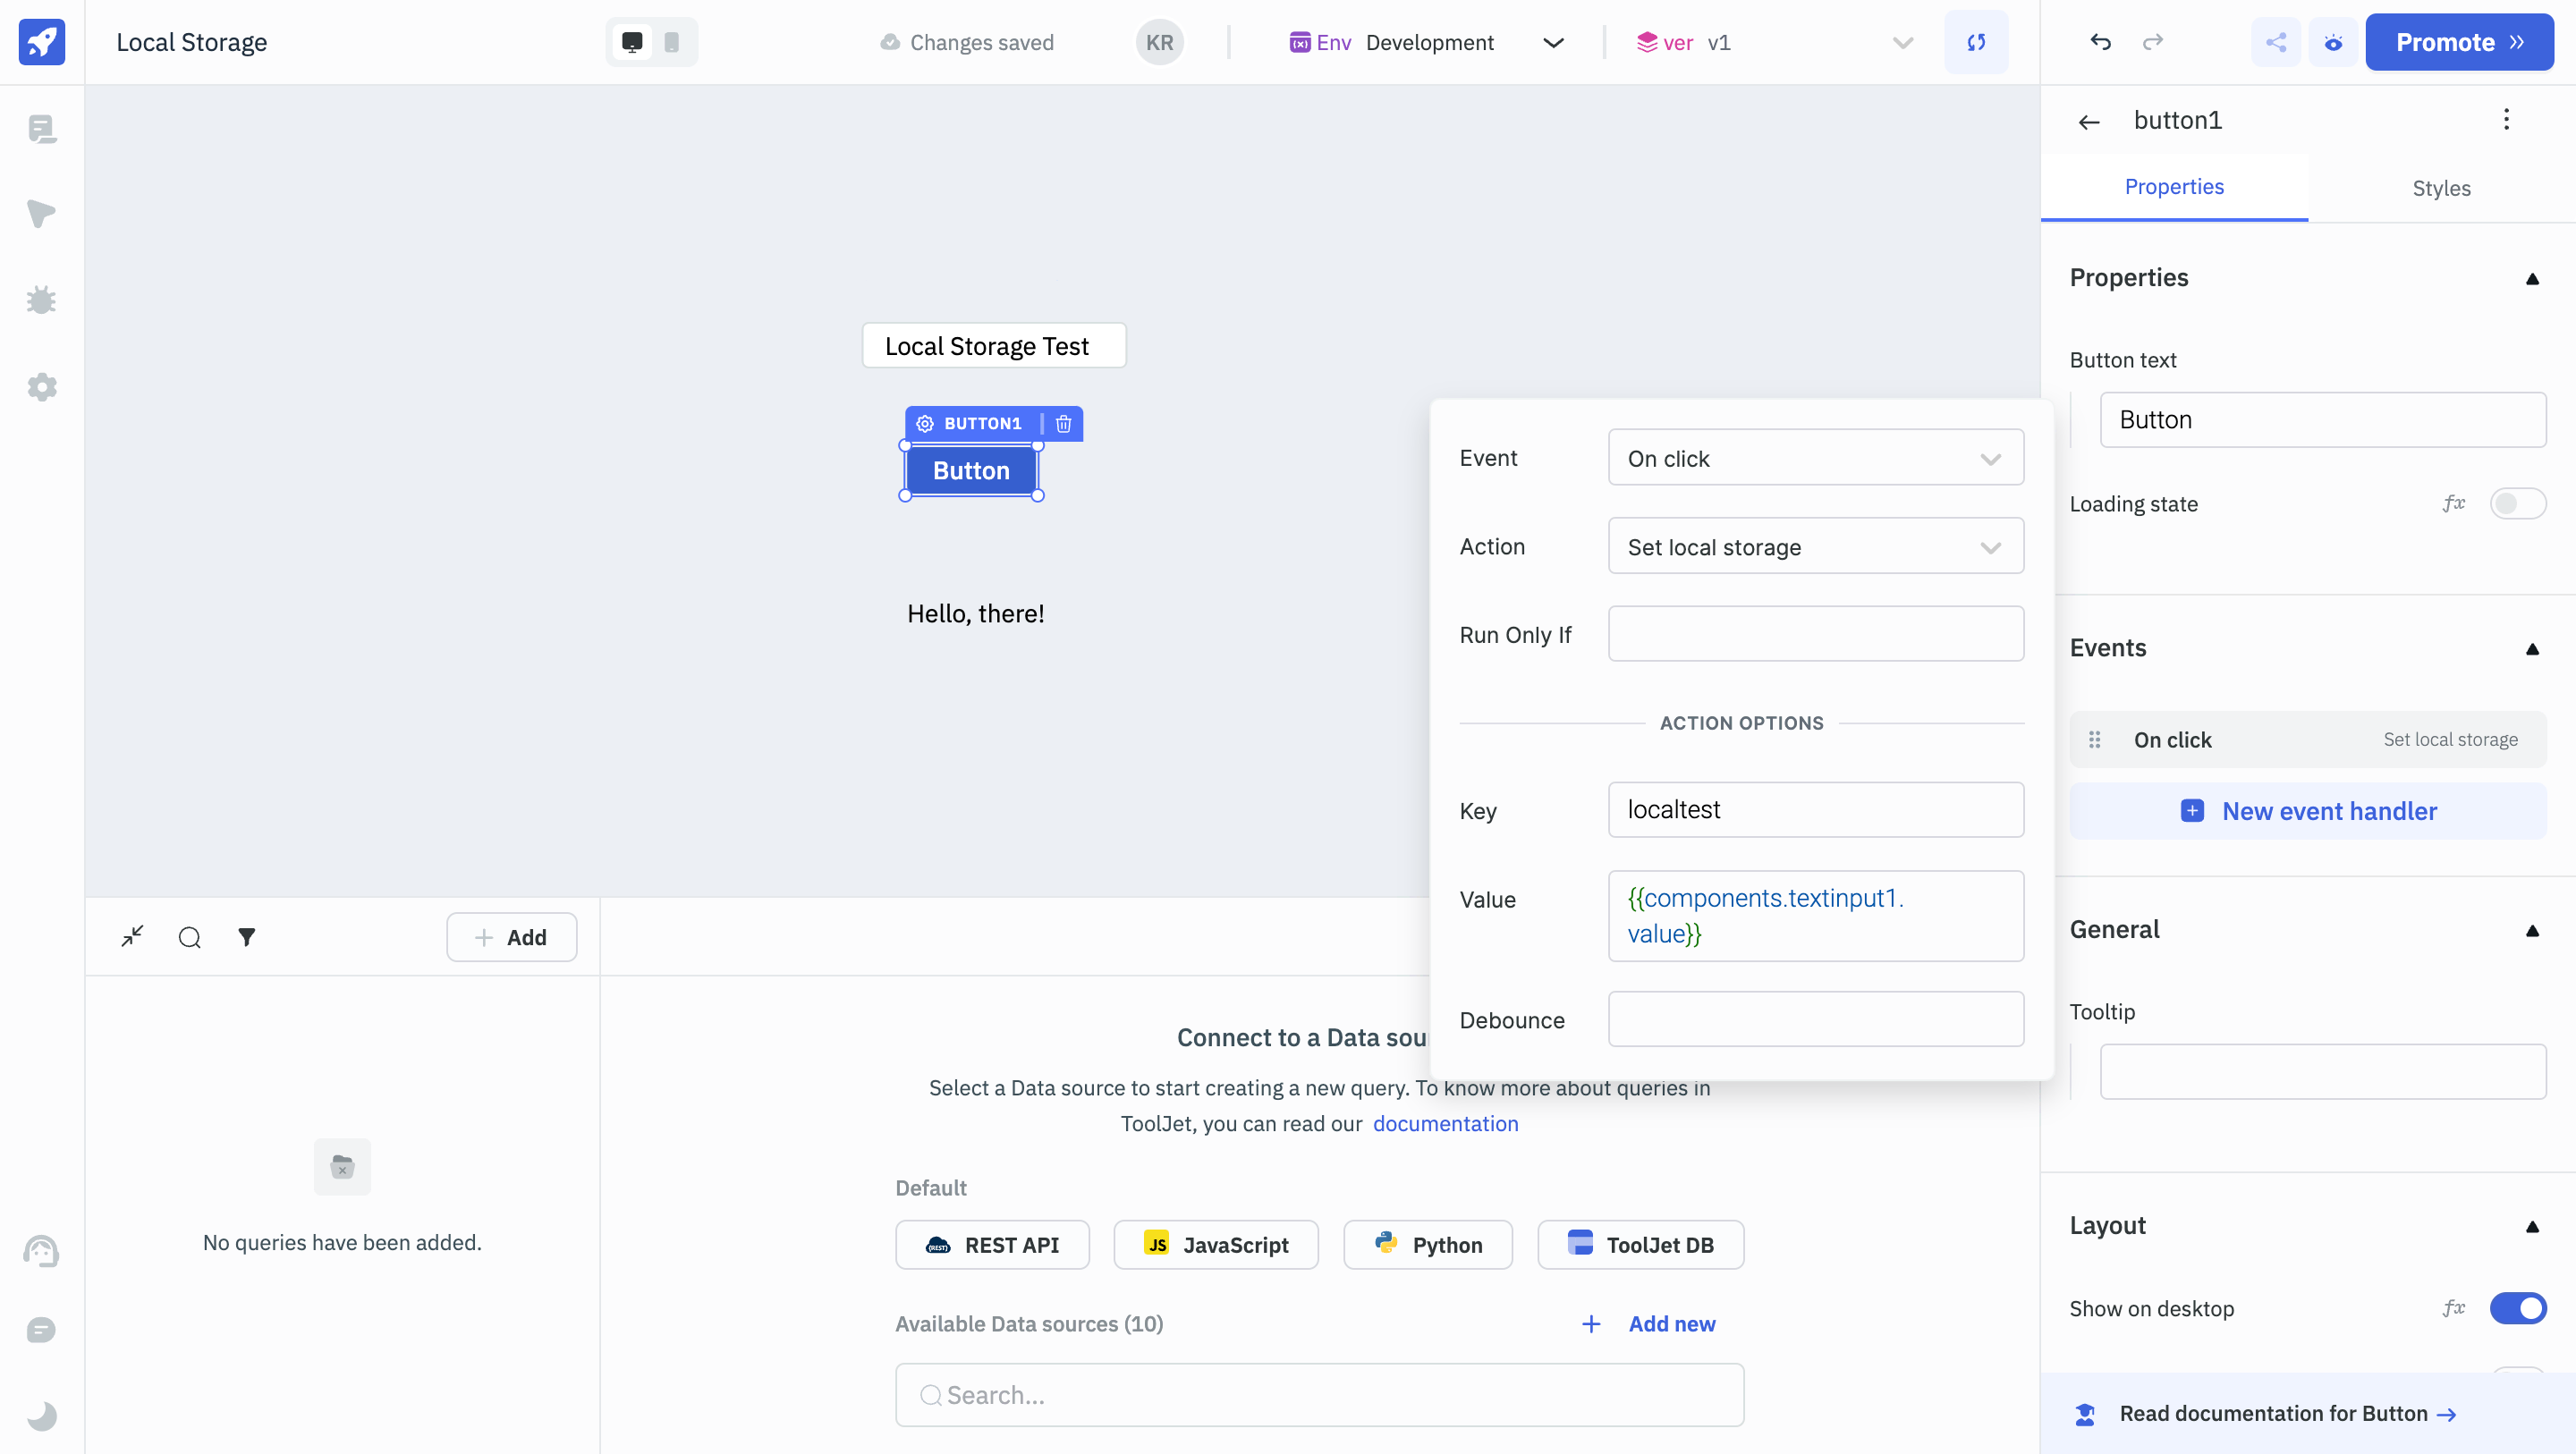 Local Storage
Changes saved
KR
Env Development
ver v1
Promote
button1
Properties
Styles
Properties
Button text
Button
Loading state
fx
Events
On click
Set local storage
New event handler
General
Tooltip
Layout
Show on desktop
fx
Read documentation for Button →
Local Storage Test
BUTTON1
Button
Hello, there!
Event
On click
Action
Set local storage
Run Only If
ACTION OPTIONS
Key
localtest
Value
{{components.textinput1.
value}}
Debounce
Add
No queries have been added.
Connect to a Data sou
Select a Data source to start creating a new query. To know more about queries in
ToolJet, you can read our documentation
Default
REST API
JS JavaScript
Python
ToolJet DB
Available Data sources (10)
+ Add new
Search...